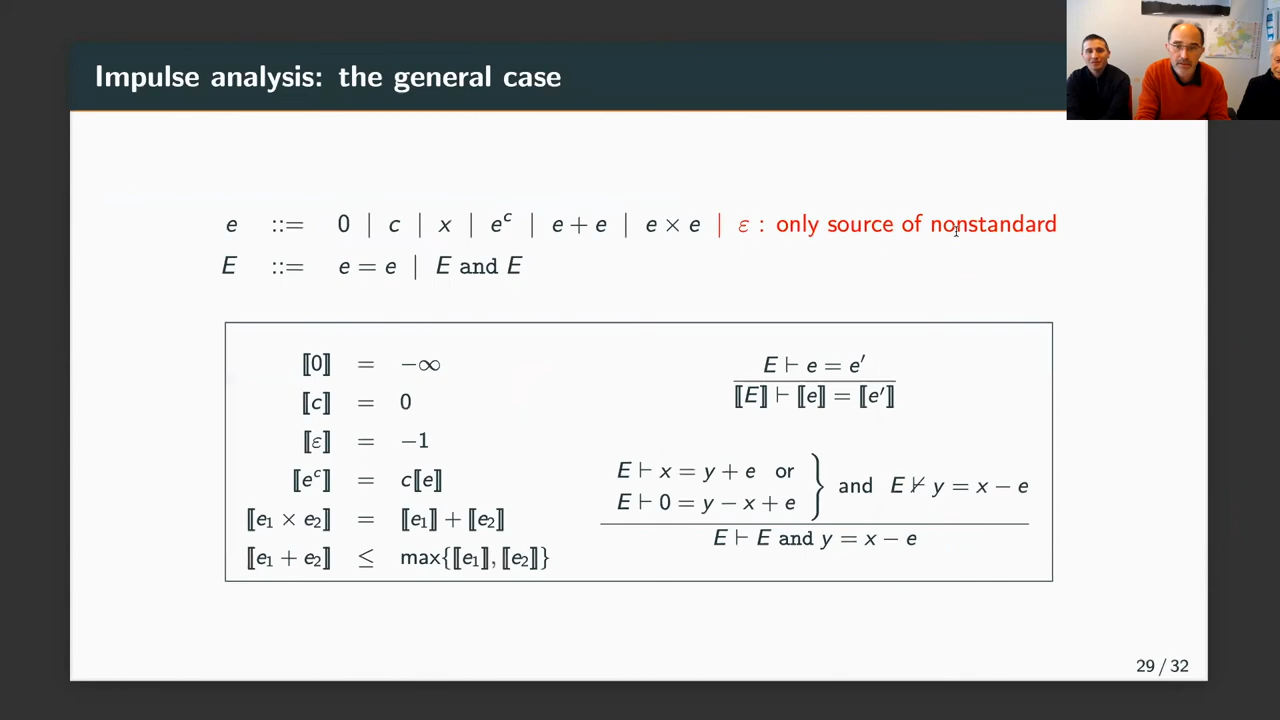 Impulse analysis: the general case
e ::= 0 | c | x | e^c | e + e | e × e | ε : only source of nonstandard
E ::= e = e | E and E
⟦0⟧ = −∞
⟦c⟧ = 0
⟦ε⟧ = −1
⟦e^c⟧ = c⟦e⟧
⟦e₁ × e₂⟧ = ⟦e₁⟧ + ⟦e₂⟧
⟦e₁ + e₂⟧ ≤ max{⟦e₁⟧, ⟦e₂⟧}
E ⊢ e = e′
⟦E⟧ ⊢ ⟦e⟧ = ⟦e′⟧
E ⊢ x = y + e or
E ⊢ 0 = y − x + e } and E ⊬ y = x − e
E ⊢ E and y = x − e
29 / 32